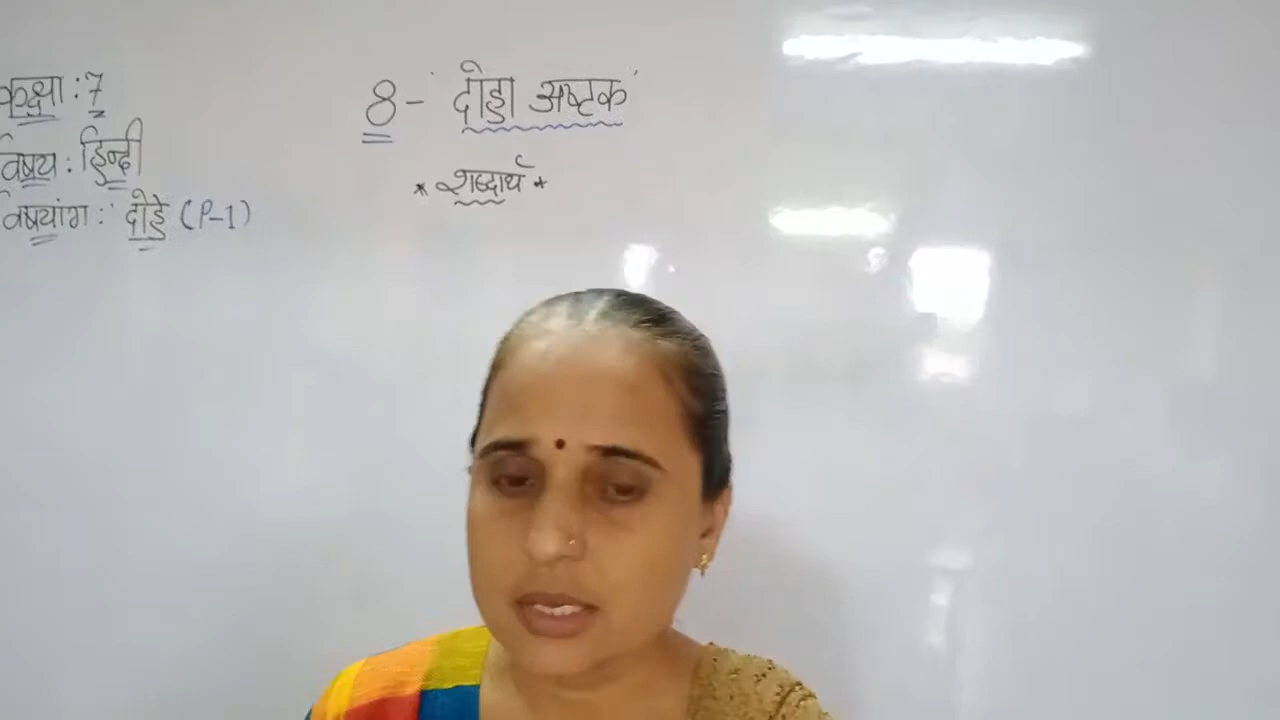 कक्षा : 7
विषय : हिन्दी
विषयांग : दोहे (P-1)
8- 'दोहा अष्टक'
* शब्दार्थ *